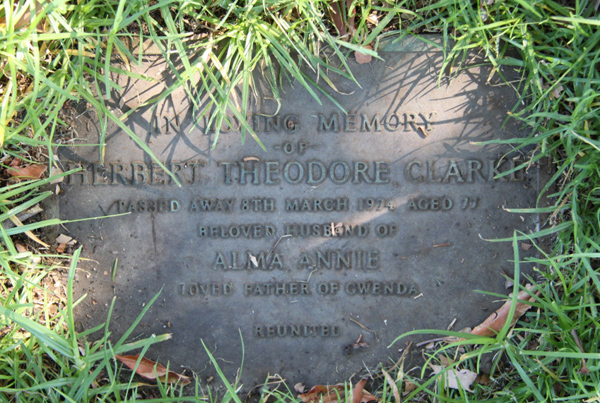 IN LOVING MEMORY
-OF-
HERBERT THEODORE CLARKE
PASSED AWAY 8TH MARCH 1974. AGED 77
BELOVED HUSBAND OF
ALMA ANNIE
LOVED FATHER OF GWENDA
REUNITED